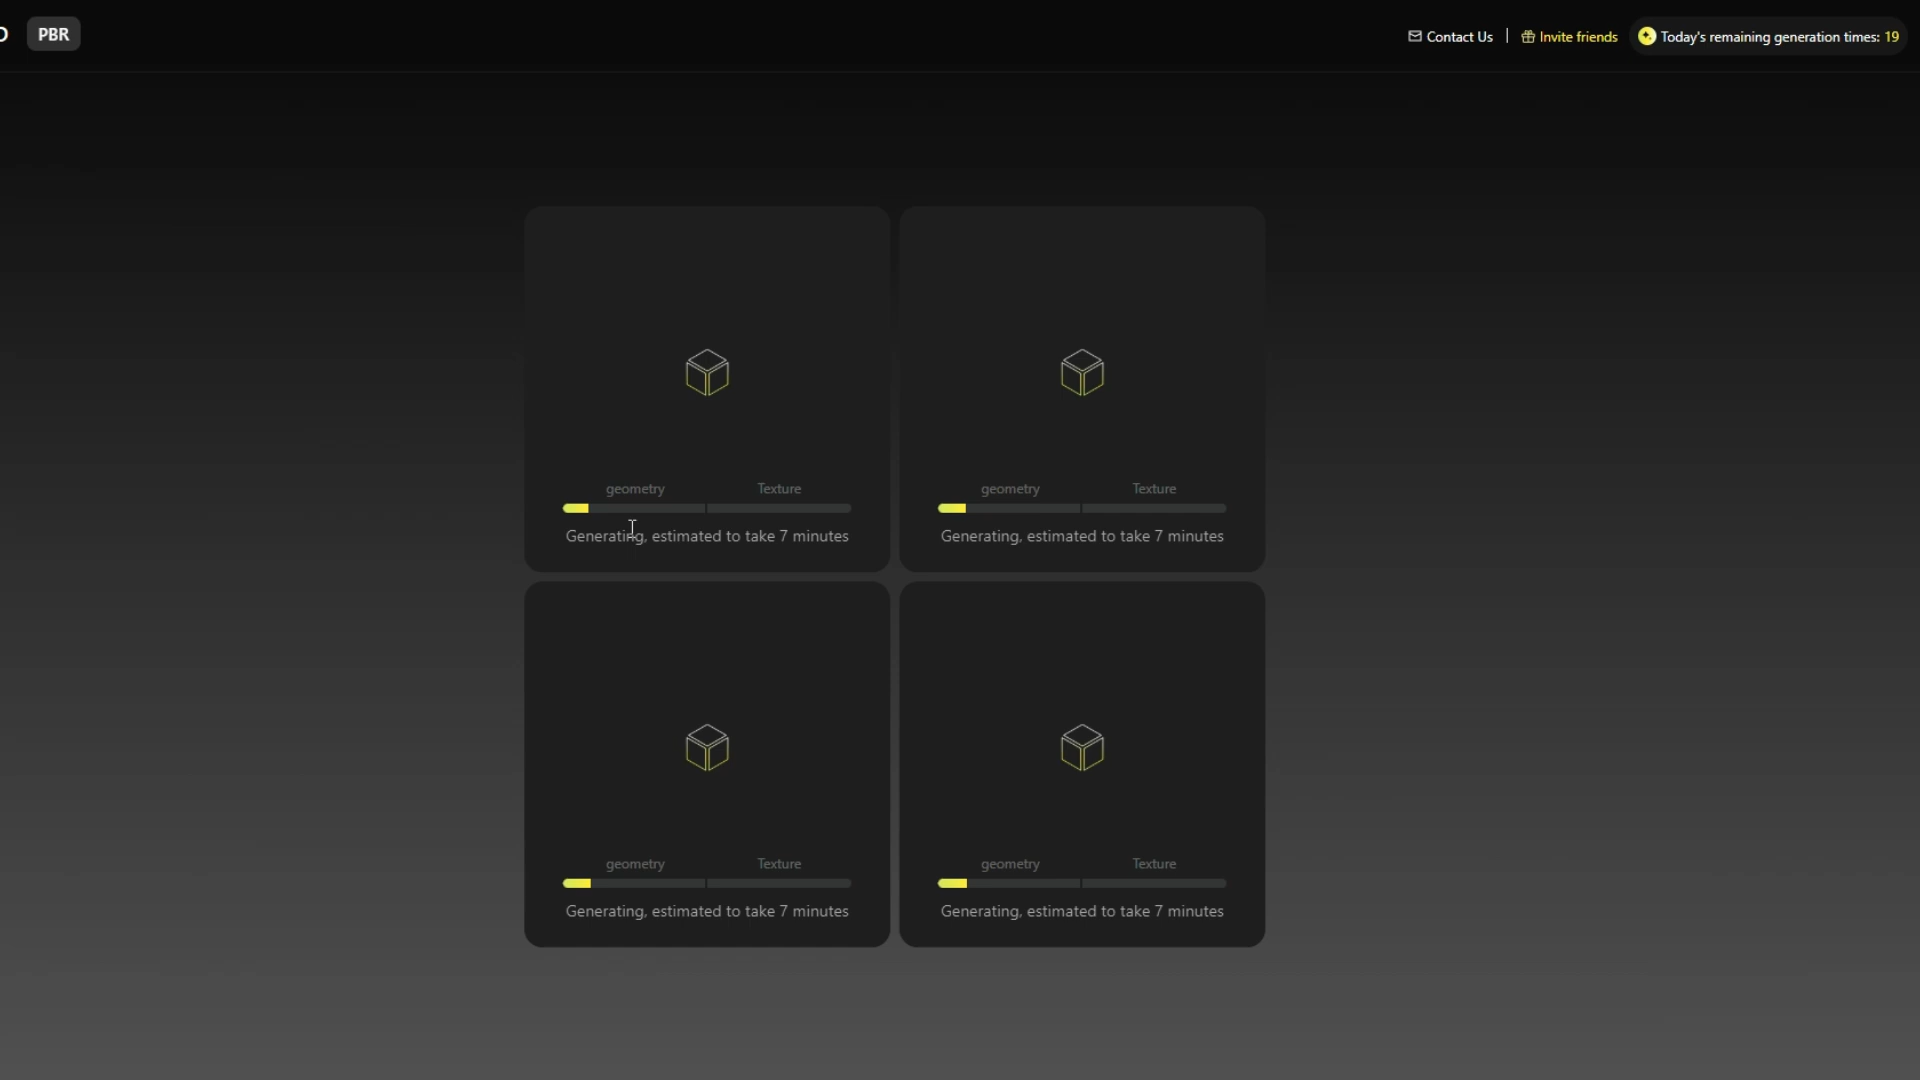 PBR
Contact Us | Invite friends Today's remaining generation times: 19
geometry Texture
Generating, estimated to take 7 minutes
geometry Texture
Generating, estimated to take 7 minutes
geometry Texture
Generating, estimated to take 7 minutes
geometry Texture
Generating, estimated to take 7 minutes